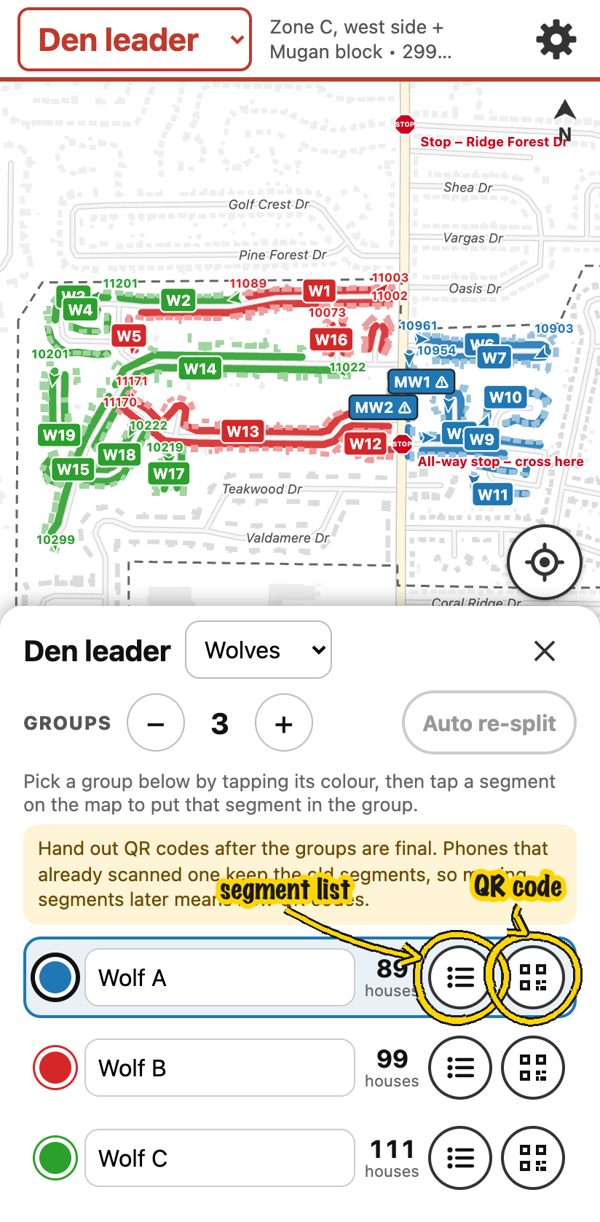 Den leader
Zone C, west side +
Mugan block • 299...
N
STOP
Stop – Ridge Forest Dr
Shea Dr
Golf Crest Dr
Vargas Dr
Pine Forest Dr
Oasis Dr
11201
11089
11003
W1
W2
11002
W4
10073
10961
10903
W5
W16
10954
W7
10201
W14
11022
11171
MW1 ⚠
W10
11170
MW2 ⚠
10222
W19
W13
W9
10219
W12
STOP
W18
All-way stop – cross here
W15
W17
Teakwood Dr
W11
10299
Valdamere Dr
Coral Ridge Dr
Den leader
Wolves
GROUPS − 3 +
Auto re-split
Pick a group below by tapping its colour, then tap a segment
on the map to put that segment in the group.
Hand out QR codes after the groups are final. Phones that
already scanned one keep the old segments, so
segments later
segment list
QR code
Wolf A
89
houses
Wolf B
99
houses
Wolf C
111
houses